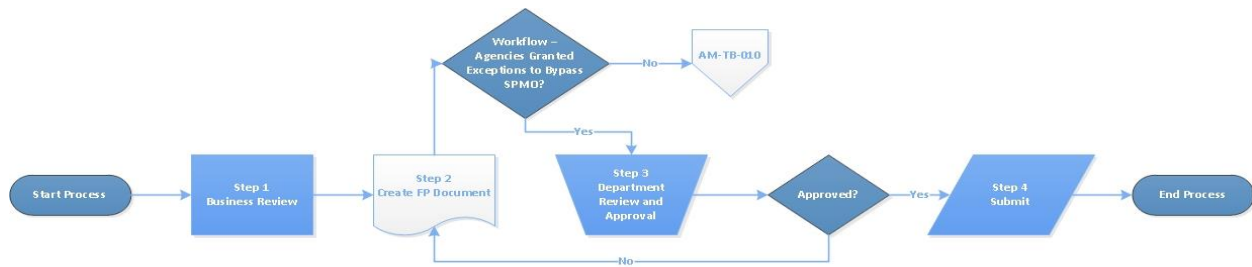 Workflow –
Agencies Granted
Exceptions to Bypass
SPMO?
No
AM-TB-010
Yes
Start Process
Step 1
Business Review
Step 2
Create FP Document
Step 3
Department
Review and
Approval
Approved?
Yes
Step 4
Submit
End Process
No